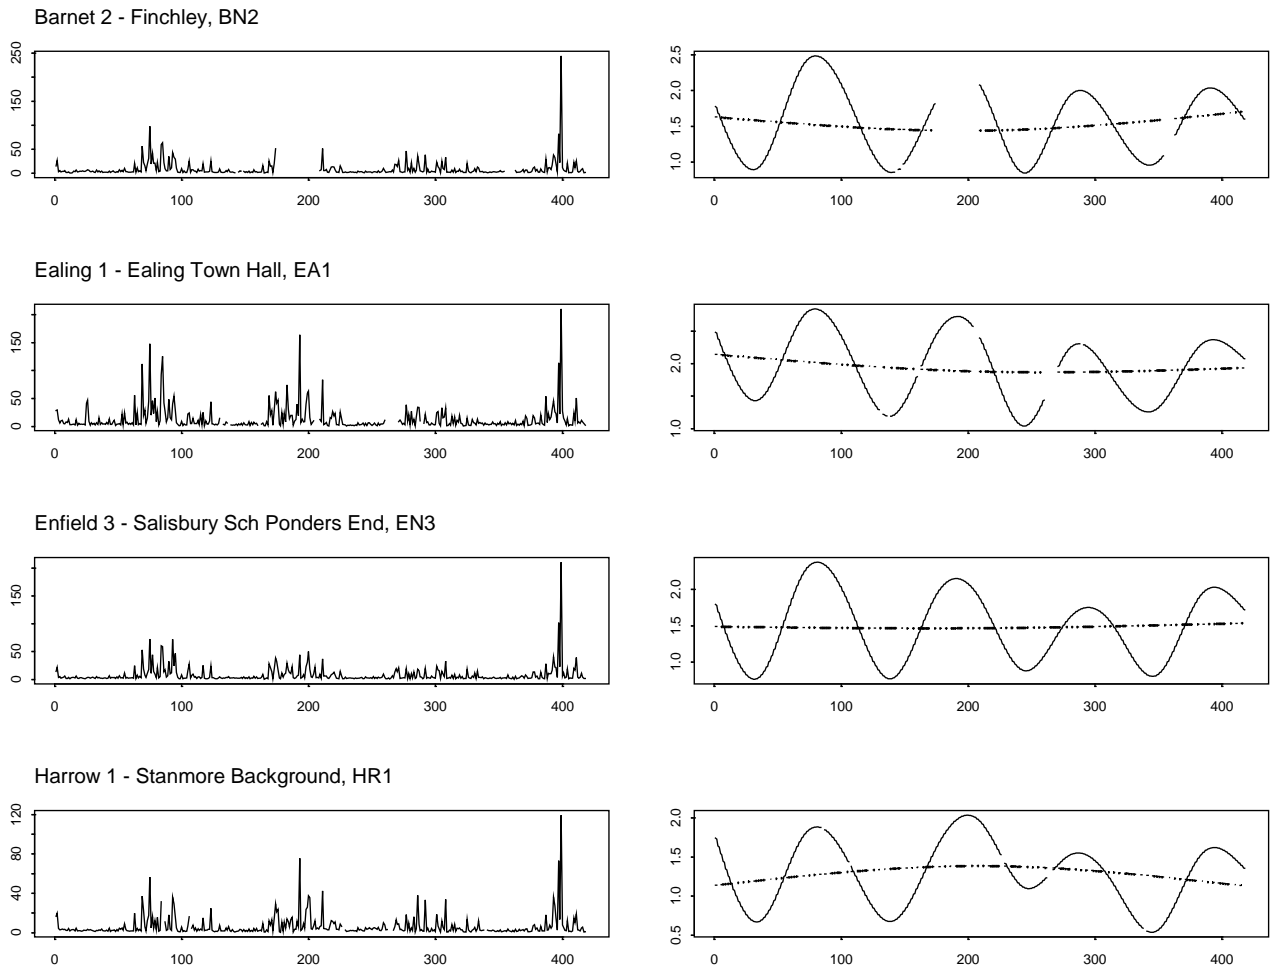 Barnet 2 - Finchley, BN2
250
150
50
0
0 100 200 300 400
2.5
2.0
1.5
1.0
0 100 200 300 400
Ealing 1 - Ealing Town Hall, EA1
150
50
0
0 100 200 300 400
2.0
1.0
0 100 200 300 400
Enfield 3 - Salisbury Sch Ponders End, EN3
150
50
0
0 100 200 300 400
2.0
1.5
1.0
0 100 200 300 400
Harrow 1 - Stanmore Background, HR1
120
80
40
0
0 100 200 300 400
2.0
1.5
1.0
0.5
0 100 200 300 400